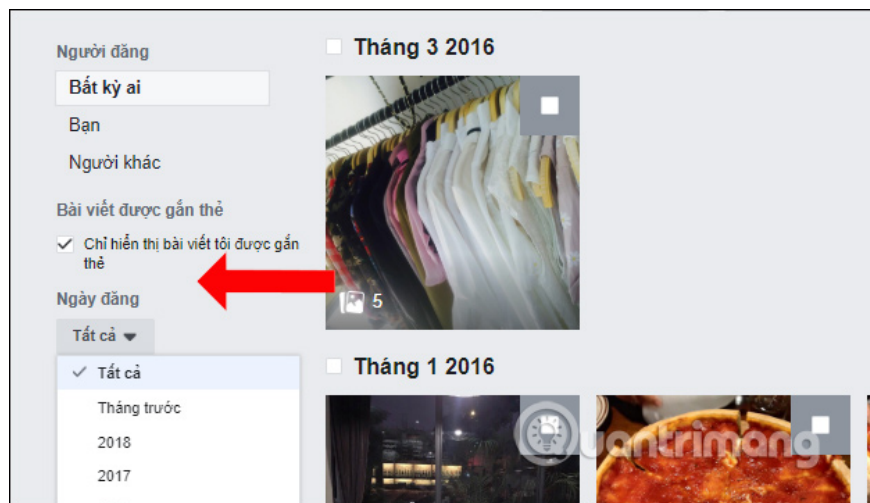 Người đăng
Bất kỳ ai
Bạn
Người khác
Bài viết được gắn thẻ
Chỉ hiển thị bài viết tôi được gắn
thẻ
Ngày đăng
Tất cả
Tất cả
Tháng trước
2018
2017
Tháng 3 2016
5
Tháng 1 2016
Quantrimang